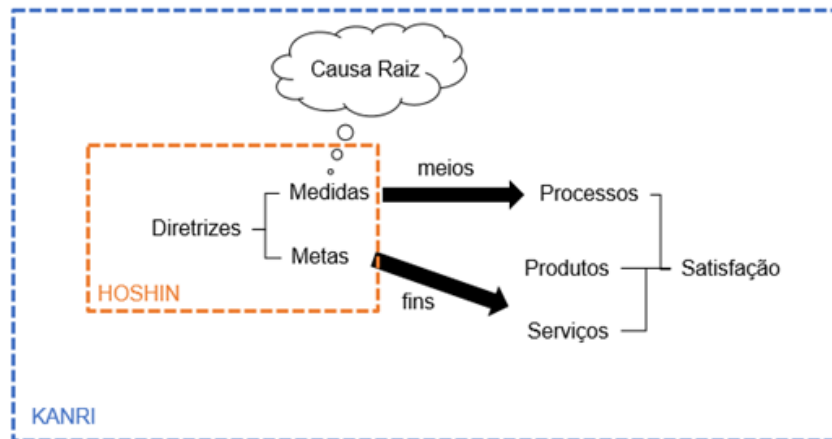 Causa Raiz
meios
Medidas
Processos
Diretrizes
Metas
Produtos
Satisfação
HOSHIN
fins
Serviços
KANRI